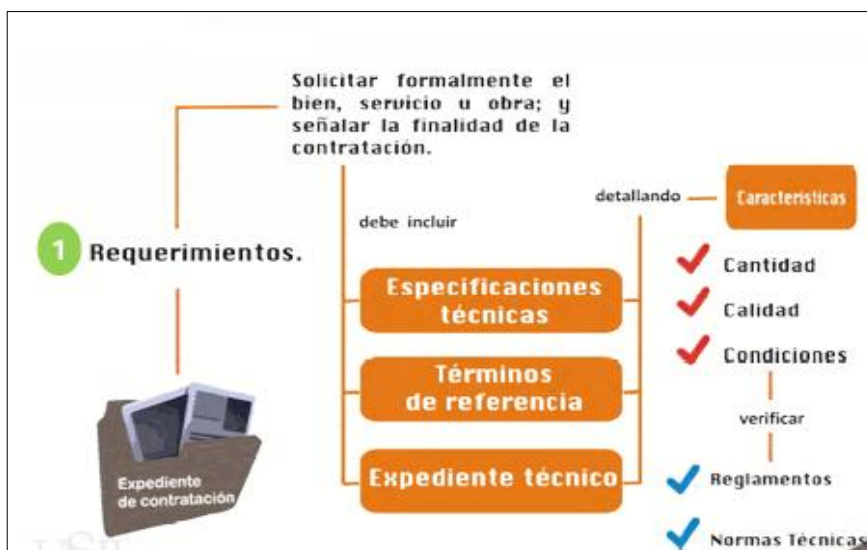 Solicitar formalmente el
bien, servicio u obra; y
señalar la finalidad de la
contratación.
detallando
Características
debe incluir
1 Requerimientos.
Especificaciones
técnicas
Términos
de referencia
Expediente técnico
Cantidad
Calidad
Condiciones
verificar
Reglamentos
Normas Técnicas
Expediente
de contratación